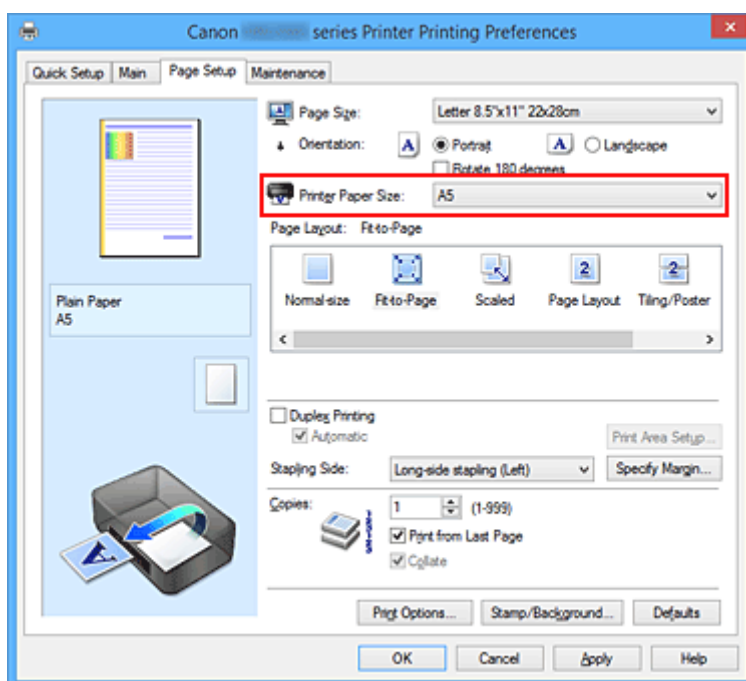 Canon series Printer Printing Preferences
Quick Setup Main Page Setup Maintenance
Page Size: Letter 8.5"x11" 22x28cm
Orientation: A Portrait A Landscape
Rotate 180 degrees
Printer Paper Size: A5
Page Layout: Fit-to-Page
2 2
Normal-size Fit-to-Page Scaled Page Layout Tiling/Poster
Plain Paper
A5
Duplex Printing
Automatic
Print Area Setup...
Stapling Side: Long-side stapling (Left) Specify Margin...
Copies: 1 (1-999)
Print from Last Page
Collate
A
Print Options... Stamp/Background... Defaults
OK Cancel Apply Help